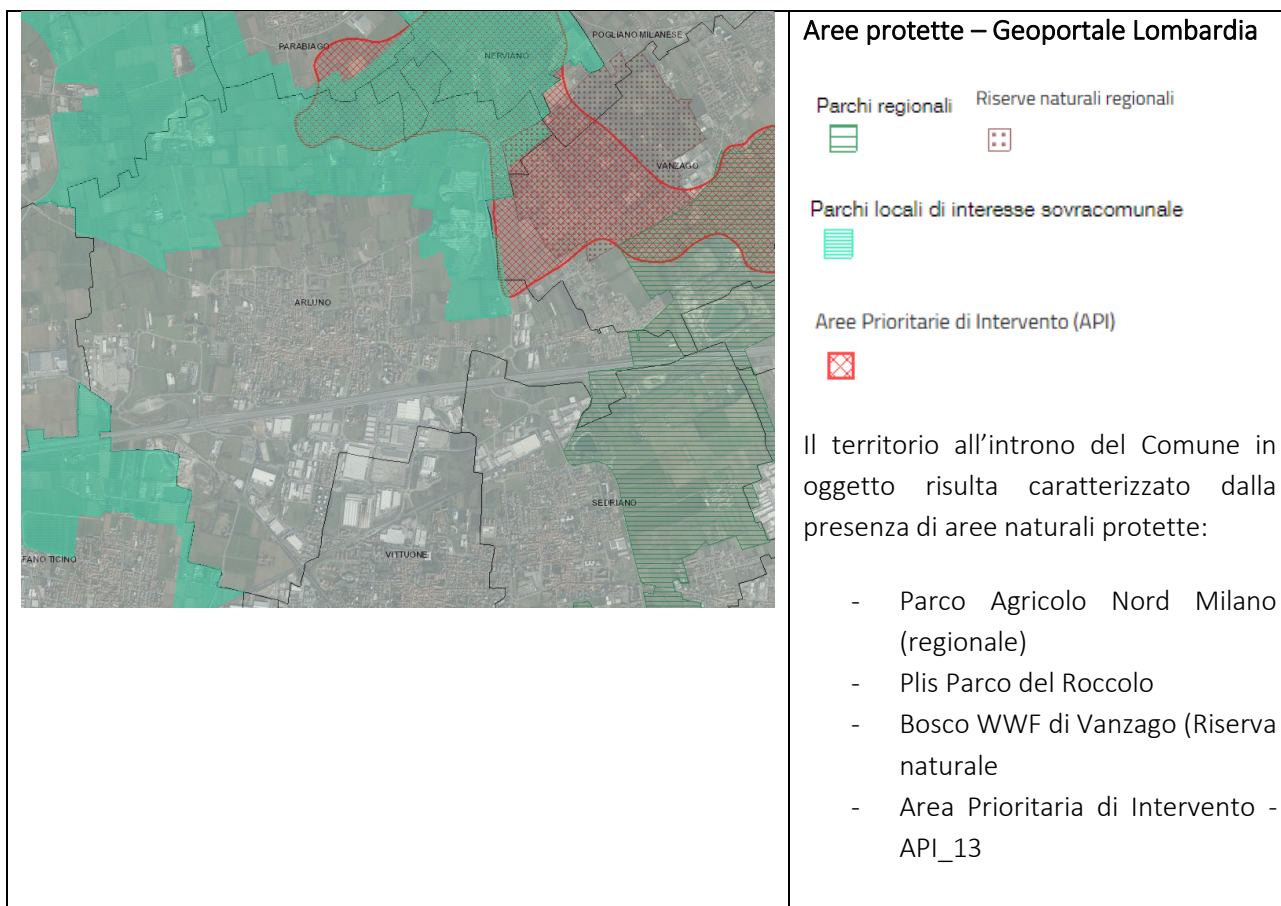 PARABIAGO
NERVIANO
POGLIANO MILANESE
VANZAGO
ARLUNO
SEDRIANO
VITTUONE
FANO TICINO
Aree protette – Geoportale Lombardia
Parchi regionali
Riserve naturali regionali
Parchi locali di interesse sovracomunale
Aree Prioritarie di Intervento (API)
Il territorio all’introno del Comune in
oggetto risulta caratterizzato dalla
presenza di aree naturali protette:
- Parco Agricolo Nord Milano
(regionale)
- Plis Parco del Roccolo
- Bosco WWF di Vanzago (Riserva
naturale
- Area Prioritaria di Intervento -
API_13